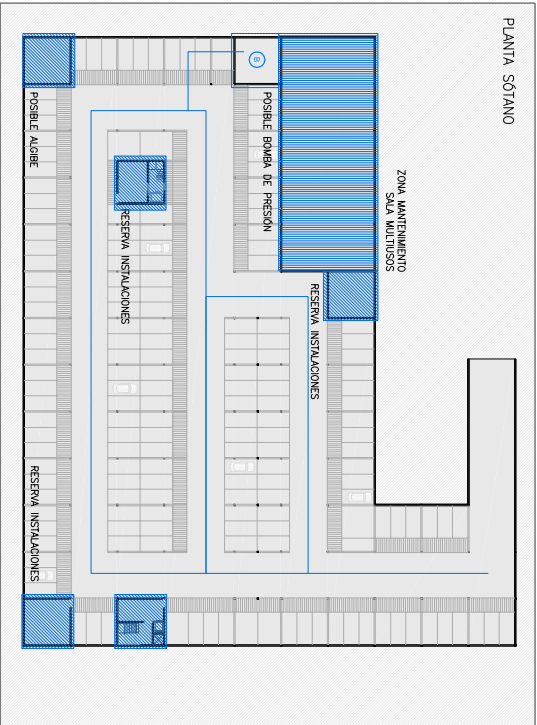 PLANTA SÓTANO
ZONA MANTENIMIENTO
SALA MULTIUSOS
RESERVA INSTALACIONES
POSIBLE BOMBA DE PRESIÓN
B
RESERVA INSTALACIONES
POSIBLE ALGIBE
RESERVA INSTALACIONES